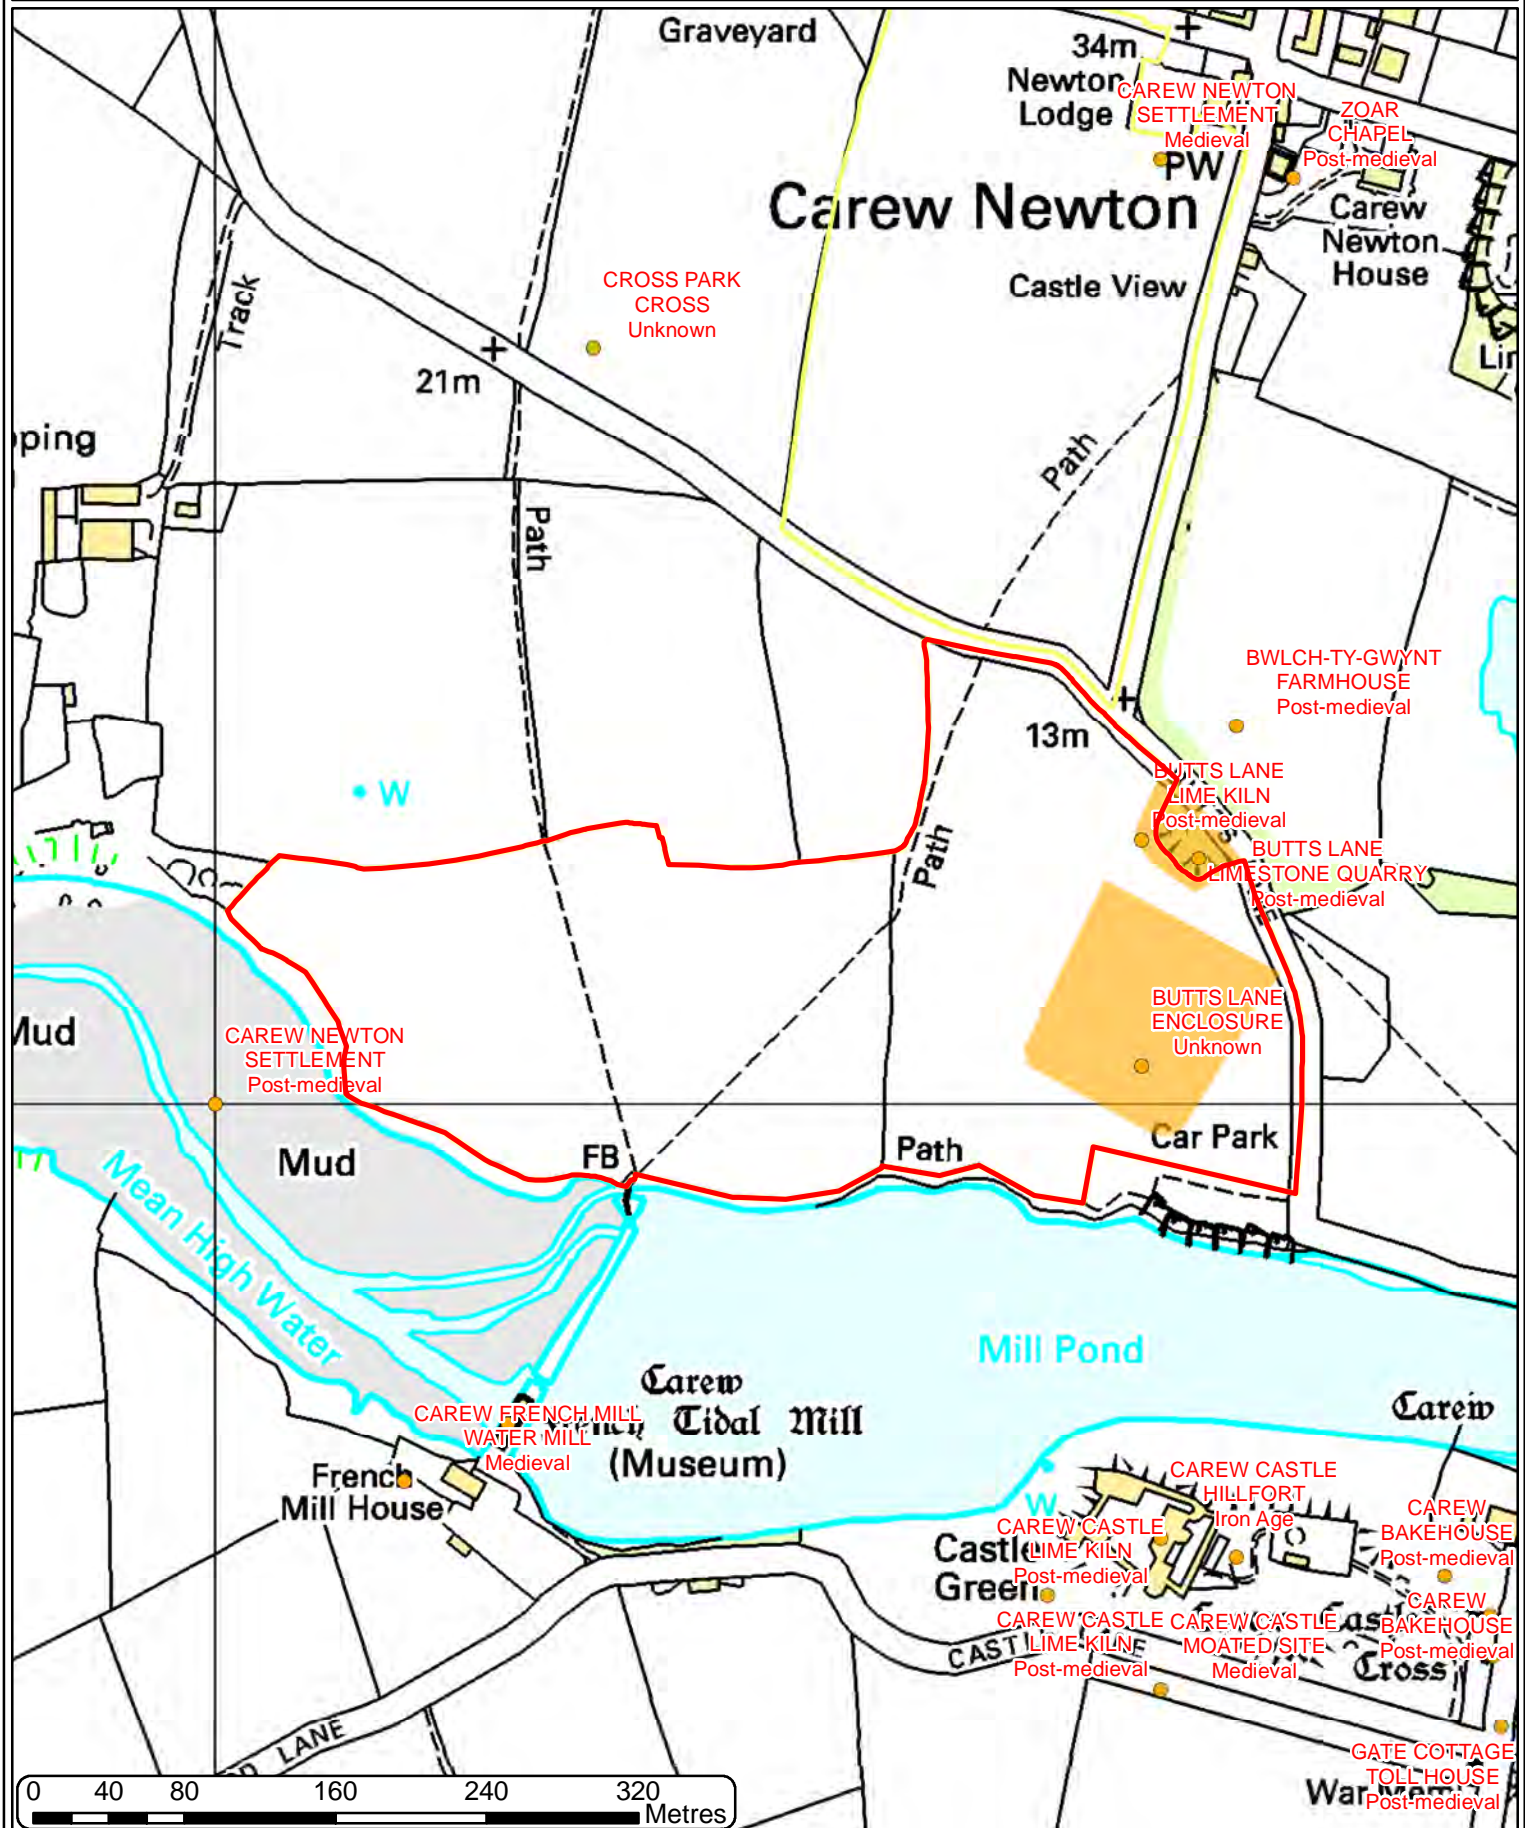 Graveyard
34m
Newton
Lodge
CAREW NEWTON
SETTLEMENT
Medieval
ZOAR
CHAPEL
Post-medieval
PW
Carew Newton
Carew
Newton
House
Castle View
CROSS PARK
CROSS
Unknown
Track
21m
Path
Path
BWLCH-TY-GWYNT
FARMHOUSE
Post-medieval
13m
W
BUTTS LANE
LIME KILN
Post-medieval
BUTTS LANE
LIMESTONE QUARRY
Post-medieval
Path
BUTTS LANE
ENCLOSURE
Unknown
Mud
CAREW NEWTON
SETTLEMENT
Post-medieval
Car Park
Path
FB
Mud
Mean High Water
Mill Pond
Carew
Tidal Mill
(Museum)
CAREW FRENCH MILL
WATER MILL
Medieval
French
Mill House
Carew
CAREW CASTLE
HILLFORT
Iron Age
W
CAREW CASTLE
LIME KILN
Post-medieval
Castle
Green
CAREW
BAKEHOUSE
Post-medieval
CAREW CASTLE
LIME KILN
Post-medieval
CAREW CASTLE
MOATED SITE
Medieval
CAREW
BAKEHOUSE
Post-medieval
Cross
LANE
GATE COTTAGE
TOLL HOUSE
Post-medieval
War
0 40 80 160 240 320
Metres